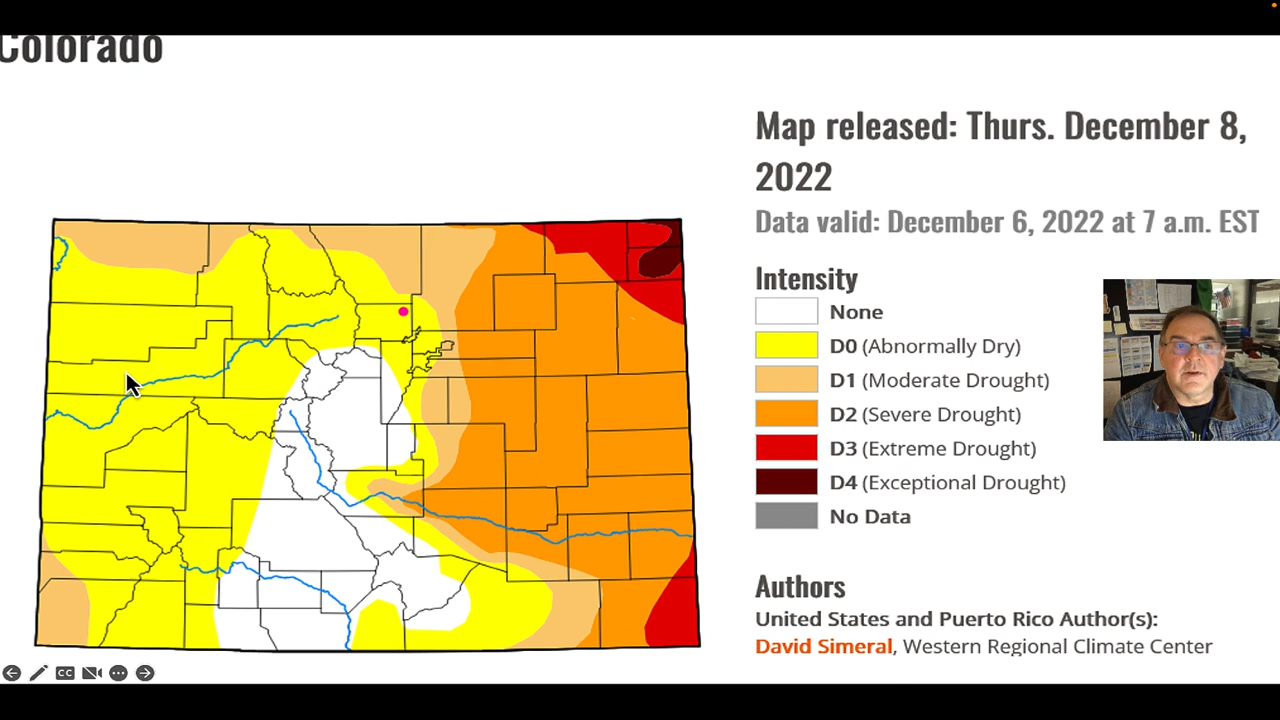 Colorado
Map released: Thurs. December 8,
2022
Data valid: December 6, 2022 at 7 a.m. EST
Intensity
None
D0 (Abnormally Dry)
D1 (Moderate Drought)
D2 (Severe Drought)
D3 (Extreme Drought)
D4 (Exceptional Drought)
No Data
Authors
United States and Puerto Rico Author(s):
David Simeral, Western Regional Climate Center
CC